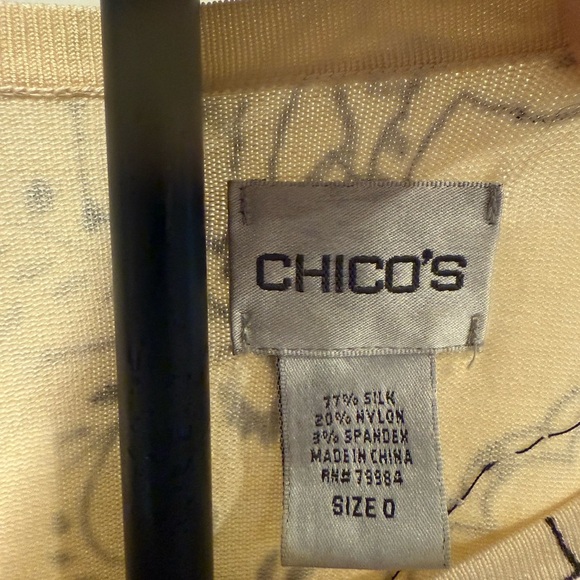 CHICO'S
77% SILK
20% NYLON
3% SPANDEX
MADE IN CHINA
RN# 79984
SIZE 0